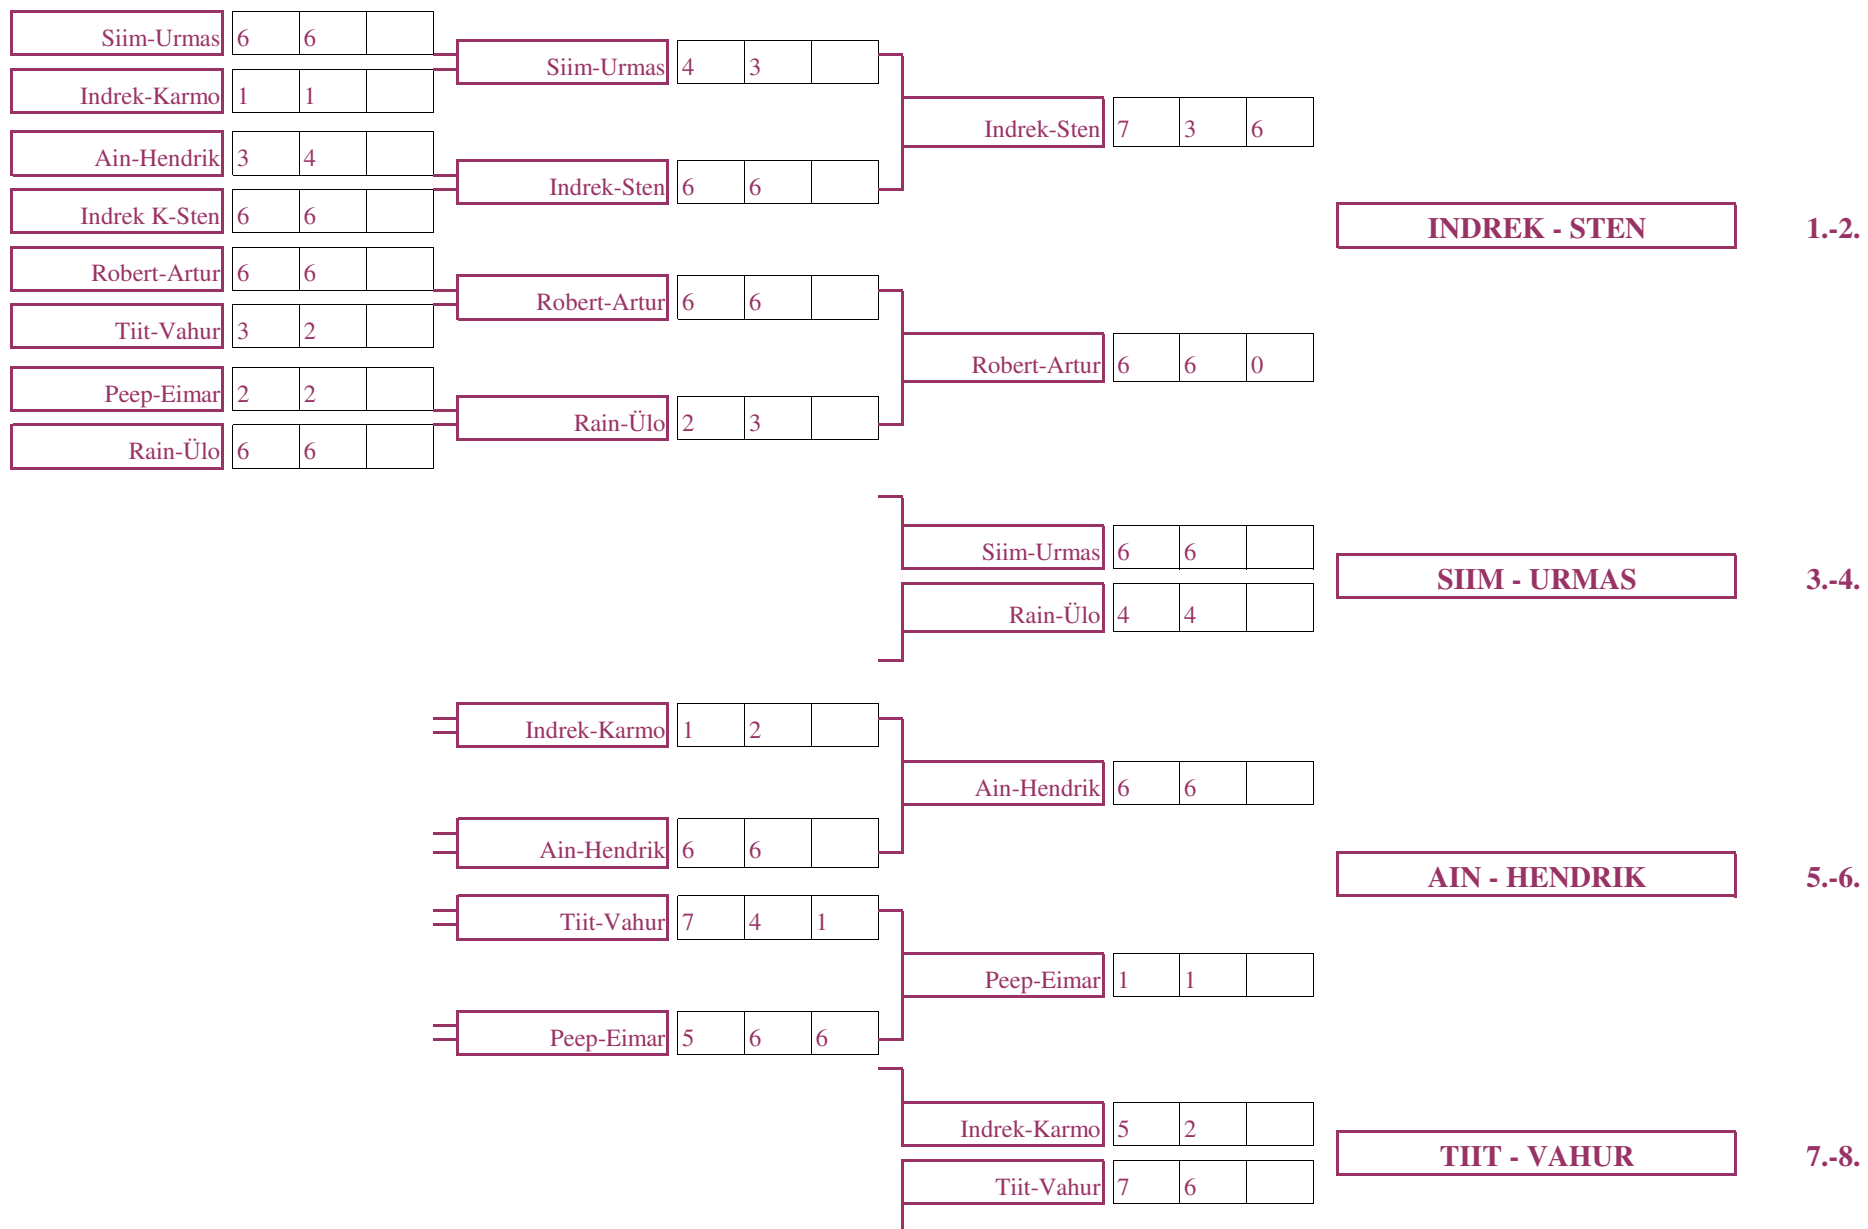 Siim-Urmas 6 6
Indrek-Karmo 1 1
Ain-Hendrik 3 4
Indrek K-Sten 6 6
Robert-Artur 6 6
Tiit-Vahur 3 2
Peep-Eimar 2 2
Rain-Ülo 6 6
Siim-Urmas 4 3
Indrek-Sten 6 6
Robert-Artur 6 6
Rain-Ülo 2 3
Indrek-Sten 7 3 6
Robert-Artur 6 6 0
INDREK - STEN 1.-2.
Siim-Urmas 6 6
Rain-Ülo 4 4
SIIM - URMAS 3.-4.
Indrek-Karmo 1 2
Ain-Hendrik 6 6
Tiit-Vahur 7 4 1
Peep-Eimar 5 6 6
Ain-Hendrik 6 6
Peep-Eimar 1 1
AIN - HENDRIK 5.-6.
Indrek-Karmo 5 2
Tiit-Vahur 7 6
TIIT - VAHUR 7.-8.